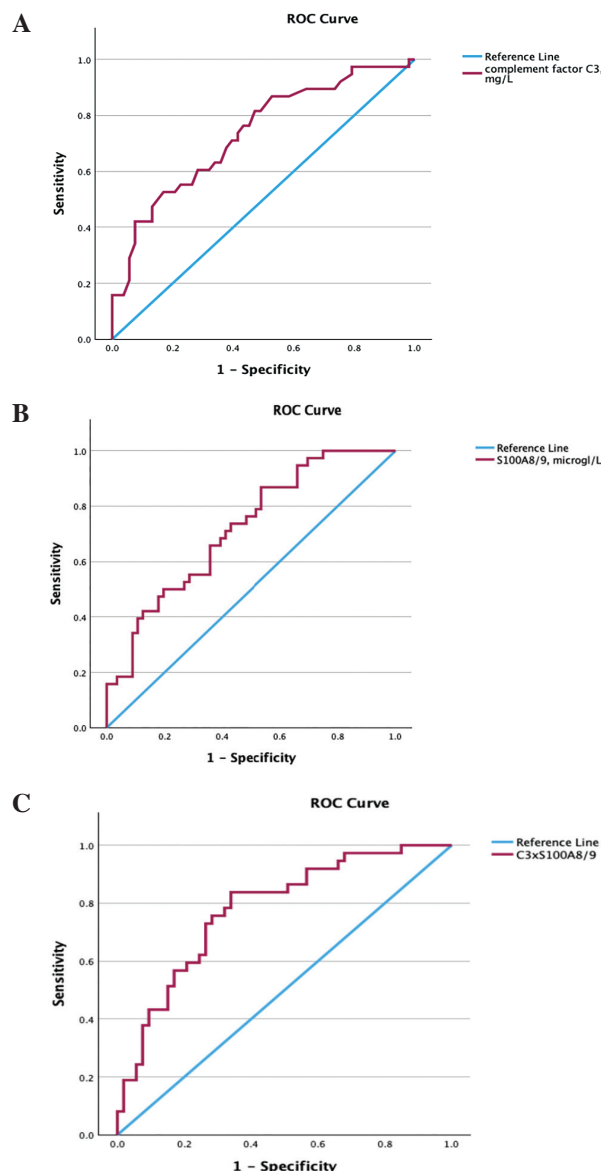 A
ROC Curve
Reference Line
complement factor C3,
mg/L
1.0
0.8
0.6
0.4
0.2
0.0
Sensitivity
0.0 0.2 0.4 0.6 0.8 1.0
1 – Specificity
B
ROC Curve
Reference Line
S100A8/9, microgl/L
1.0
0.8
0.6
0.4
0.2
0.0
Sensitivity
0.0 0.2 0.4 0.6 0.8 1.0
1 – Specificity
C
ROC Curve
Reference Line
C3xS100A8/9
1.0
0.8
0.6
0.4
0.2
0.0
Sensitivity
0.0 0.2 0.4 0.6 0.8 1.0
1 – Specificity